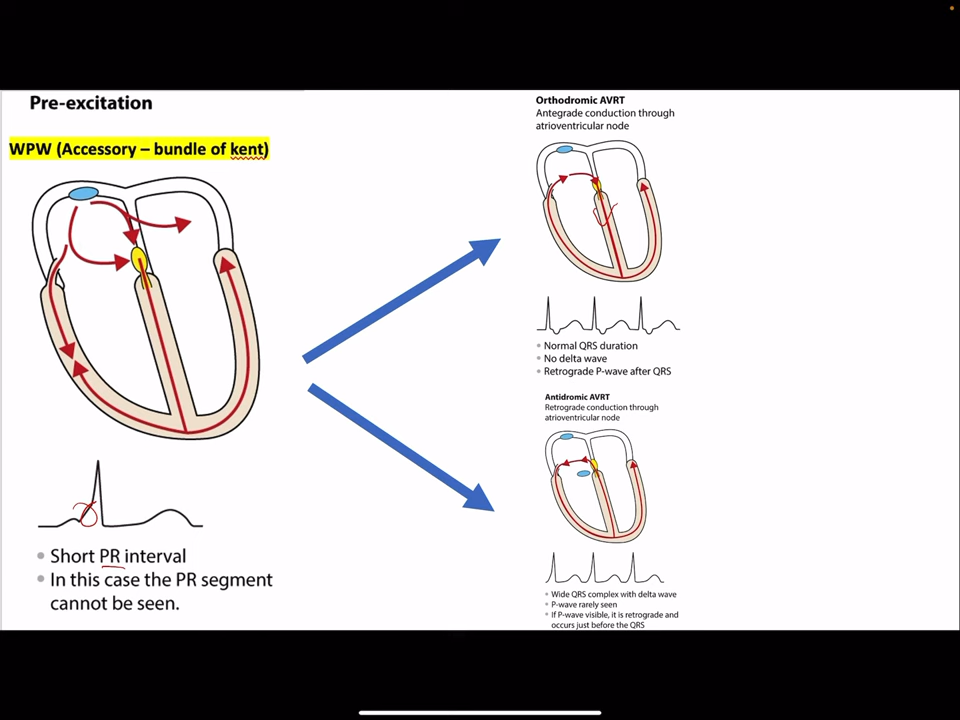 Pre-excitation
WPW (Accessory – bundle of kent)
Short PR interval
In this case the PR segment
cannot be seen.
Orthodromic AVRT
Antegrade conduction through
atrioventricular node
Normal QRS duration
No delta wave
Retrograde P-wave after QRS
Antidromic AVRT
Retrograde conduction through
atrioventricular node
Wide QRS complex with delta wave
P-wave rarely seen
If P-wave visible, it is retrograde and
occurs just before the QRS